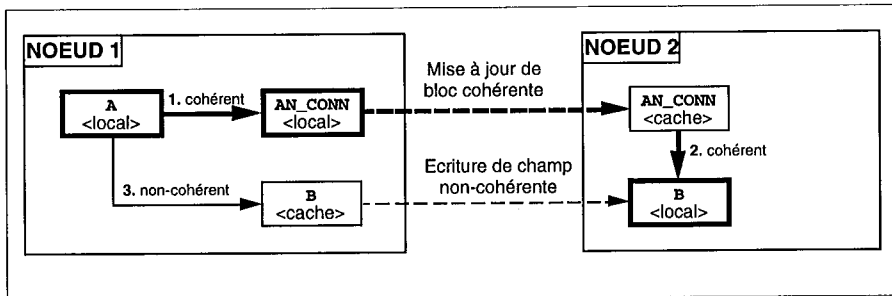 NOEUD 1
A
<local>
1. cohérent
AN_CONN
<local>
3. non-cohérent
B
<cache>
Mise à jour de
bloc cohérente
Ecriture de champ
non-cohérente
NOEUD 2
AN_CONN
<cache>
2. cohérent
B
<local>